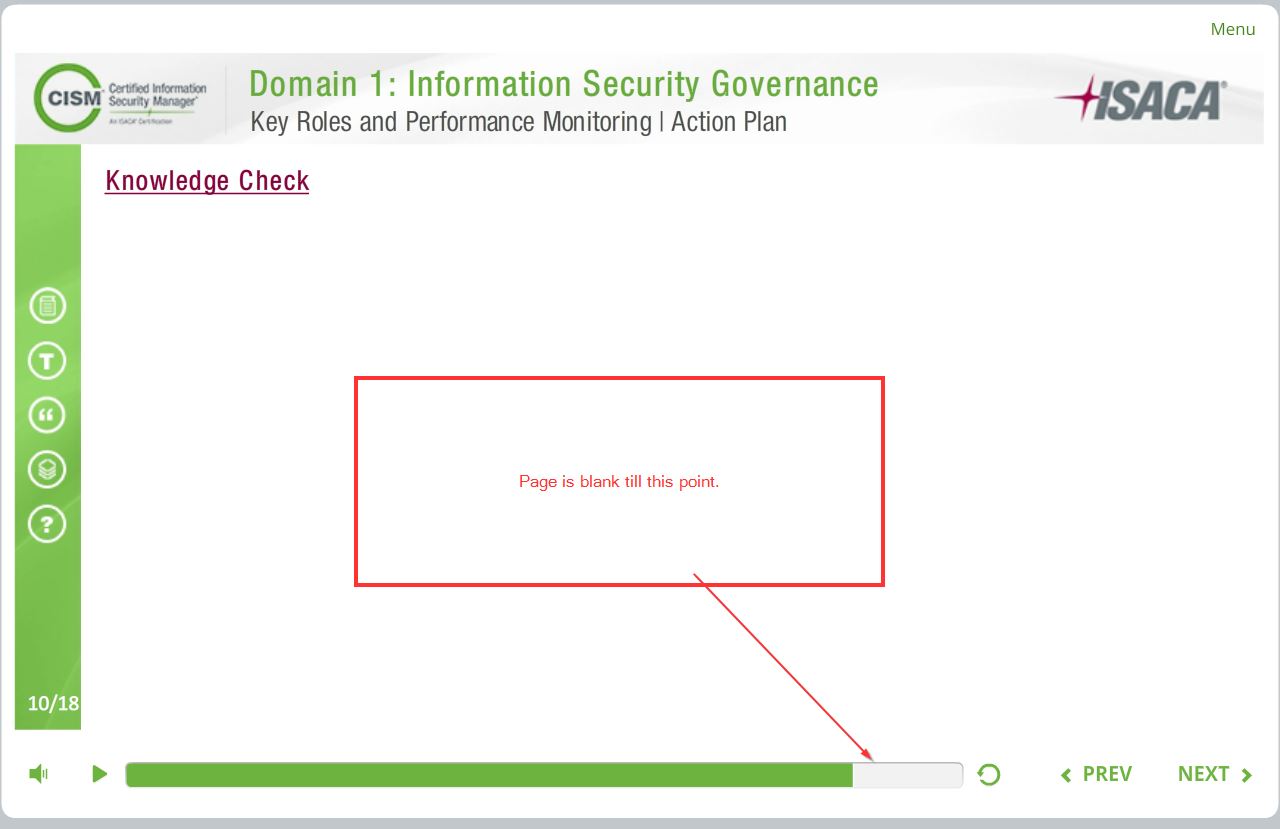 Menu
CISM
Certified Information
Security Manager®
An ISACA® Certification
Domain 1: Information Security Governance
Key Roles and Performance Monitoring | Action Plan
ISACA®
Knowledge Check
T
“
?
Page is blank till this point.
10/18
PREV
NEXT